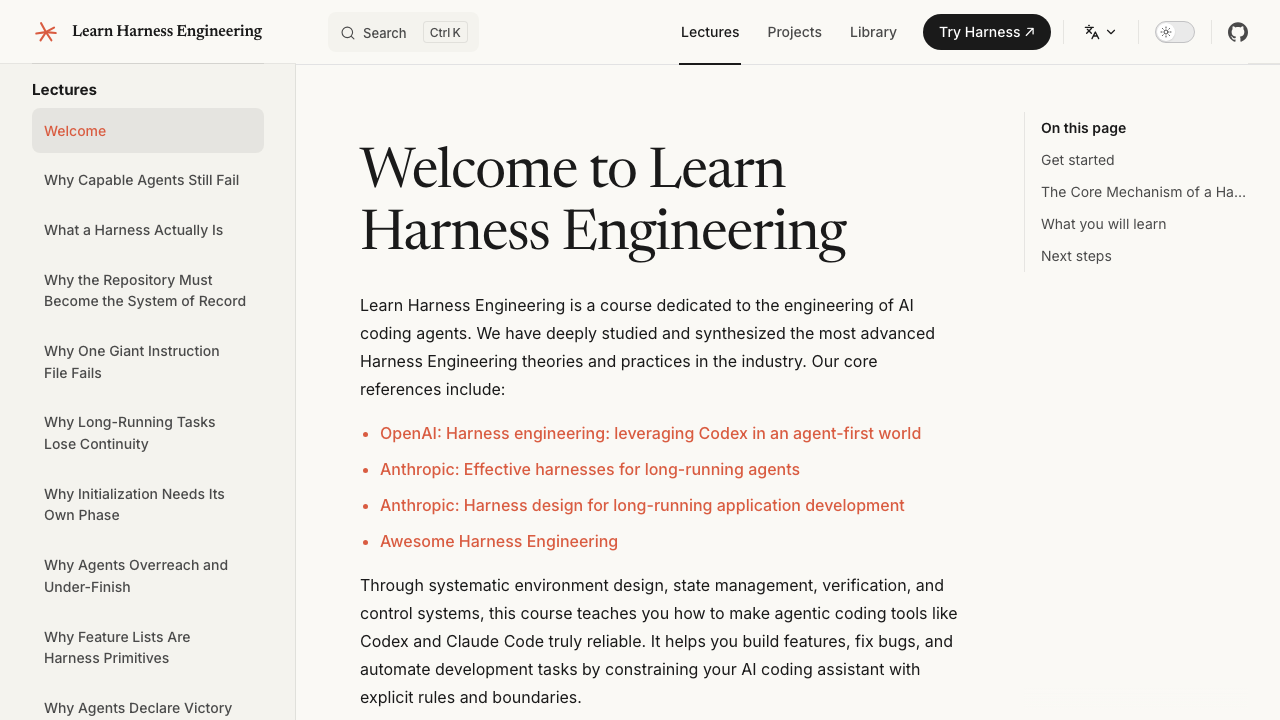 Learn Harness Engineering
Search
Ctrl K
Lectures
Projects
Library
Try Harness ↗
Lectures
Welcome
Why Capable Agents Still Fail
What a Harness Actually Is
Why the Repository Must
Become the System of Record
Why One Giant Instruction
File Fails
Why Long-Running Tasks
Lose Continuity
Why Initialization Needs Its
Own Phase
Why Agents Overreach and
Under-Finish
Why Feature Lists Are
Harness Primitives
Why Agents Declare Victory
Welcome to Learn
Harness Engineering
Learn Harness Engineering is a course dedicated to the engineering of AI
coding agents. We have deeply studied and synthesized the most advanced
Harness Engineering theories and practices in the industry. Our core
references include:
• OpenAI: Harness engineering: leveraging Codex in an agent-first world
• Anthropic: Effective harnesses for long-running agents
• Anthropic: Harness design for long-running application development
• Awesome Harness Engineering
Through systematic environment design, state management, verification, and
control systems, this course teaches you how to make agentic coding tools like
Codex and Claude Code truly reliable. It helps you build features, fix bugs, and
automate development tasks by constraining your AI coding assistant with
explicit rules and boundaries.
On this page
Get started
The Core Mechanism of a Ha...
What you will learn
Next steps